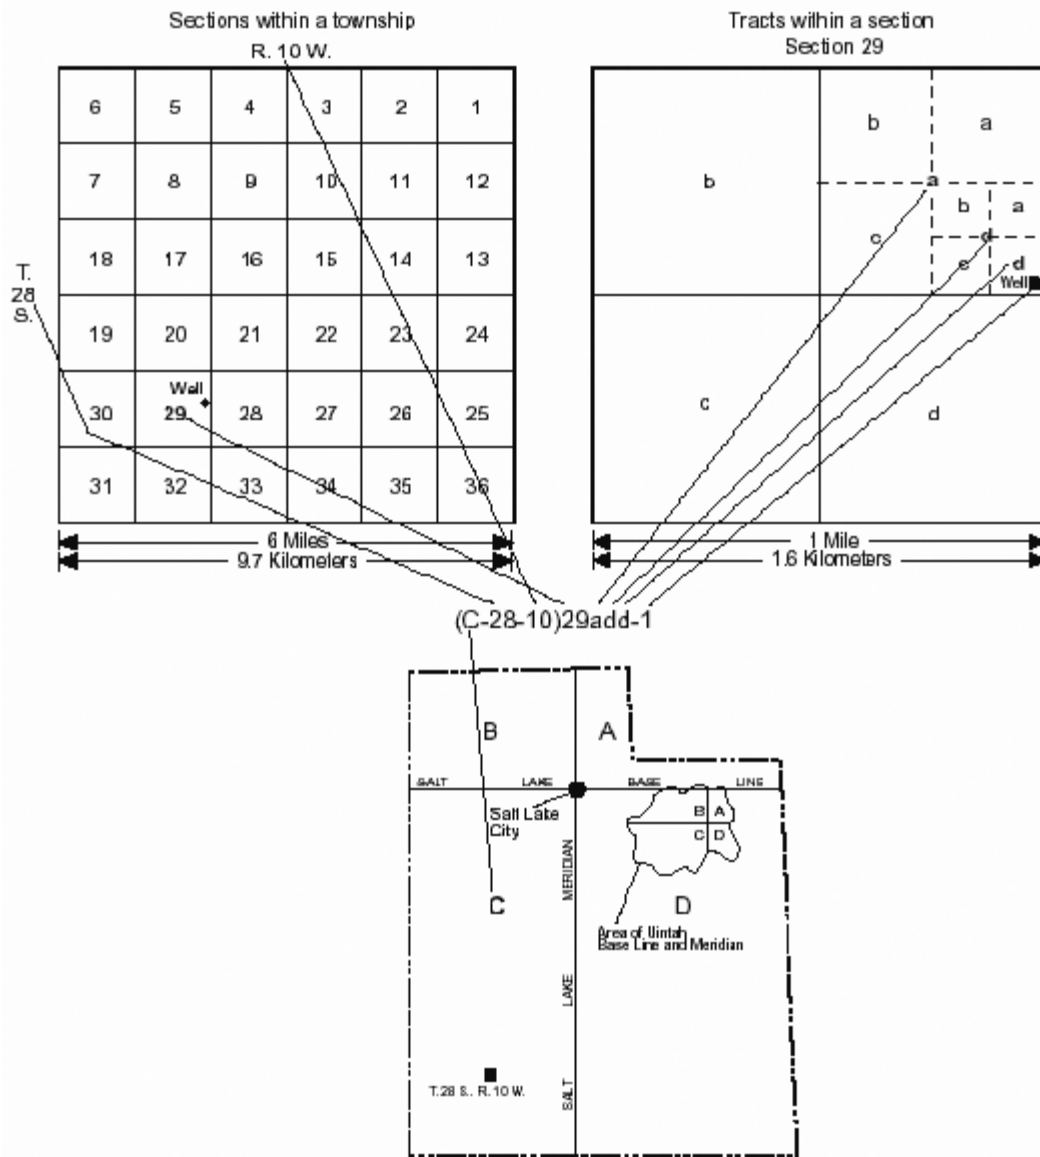 Sections within a township
R. 10 W.
6 5 4 3 2 1
7 8 9 10 11 12
18 17 16 15 14 13
T.
28
S.
19 20 21 22 23 24
Well
30 29 28 27 26 25
31 32 33 34 35 36
6 Miles
9.7 Kilometers
Tracts within a section
Section 29
b a
b a
b a
c d
c d
Well
c d
1 Mile
1.6 Kilometers
(C-28-10)29add-1
B A
SALT LAKE BASE LINE
Salt Lake
City
B A
C D
MERIDIAN
C D
Area of Uintah
Base Line and Meridian
LAKE
T.28 S., R. 10 W.
SALT